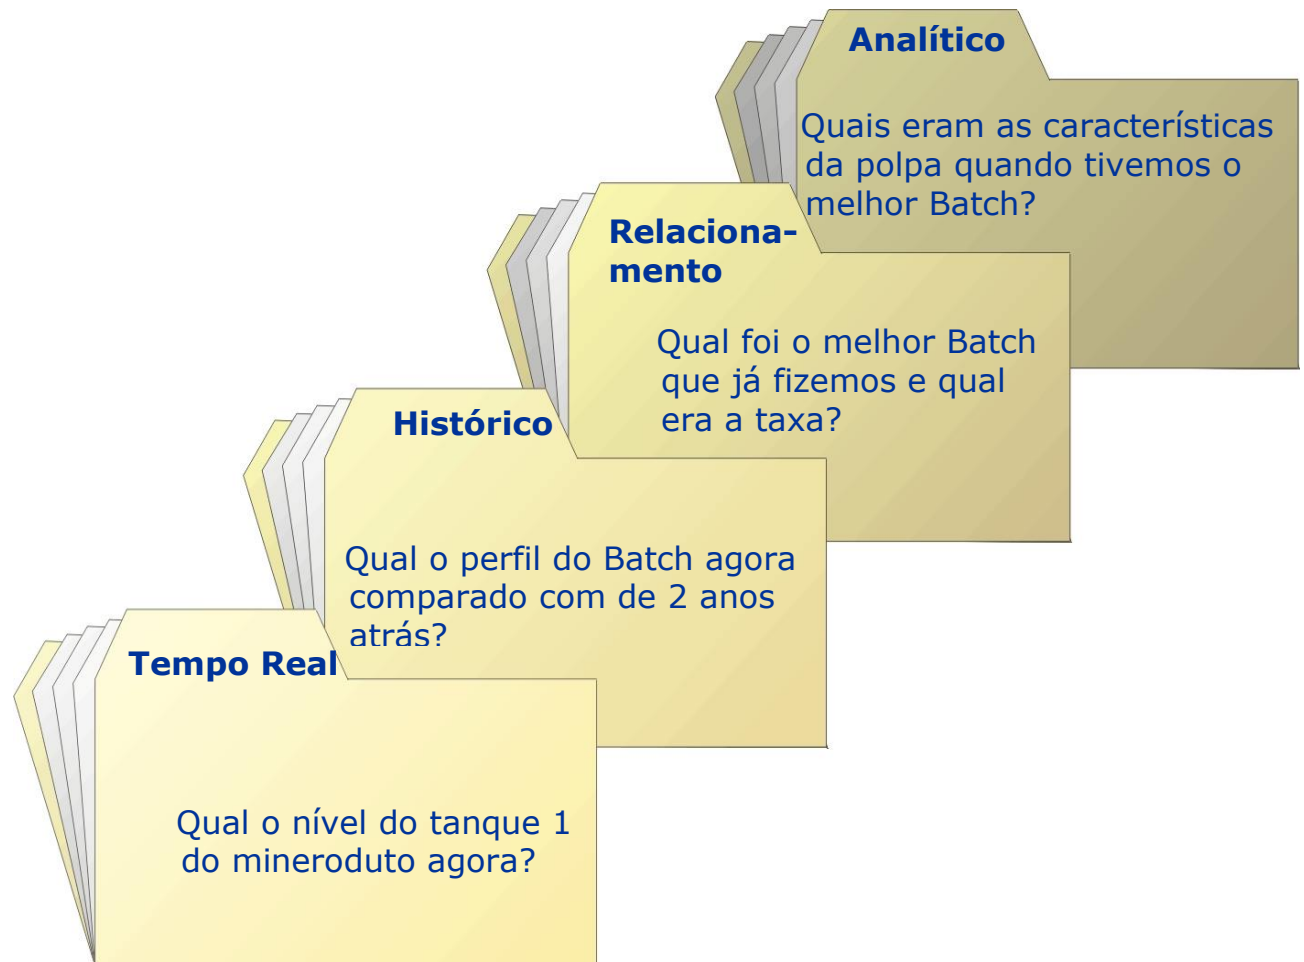 Analítico
Quais eram as características
da polpa quando tivemos o
melhor Batch?
Relaciona-
mento
Qual foi o melhor Batch
que já fizemos e qual
era a taxa?
Histórico
Qual o perfil do Batch agora
comparado com de 2 anos
atrás?
Tempo Real
Qual o nível do tanque 1
do mineroduto agora?